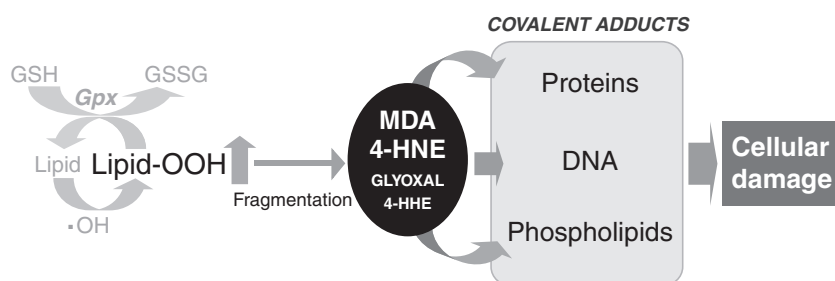 COVALENT ADDUCTS
GSH
GSSG
Gpx
Lipid
Lipid-OOH
·OH
Fragmentation
MDA
4-HNE
GLYOXAL
4-HHE
Proteins
DNA
Phospholipids
Cellular
damage